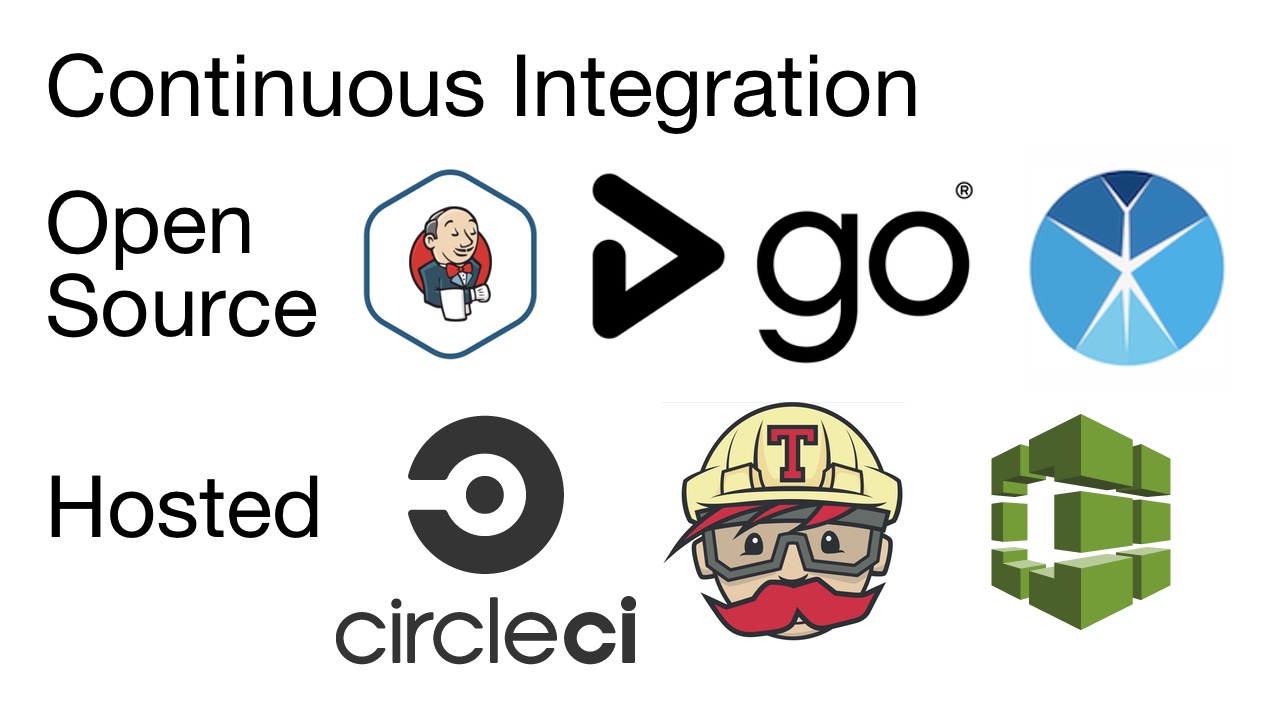 Continuous Integration
Open
Source
go®
Hosted
T
circleci